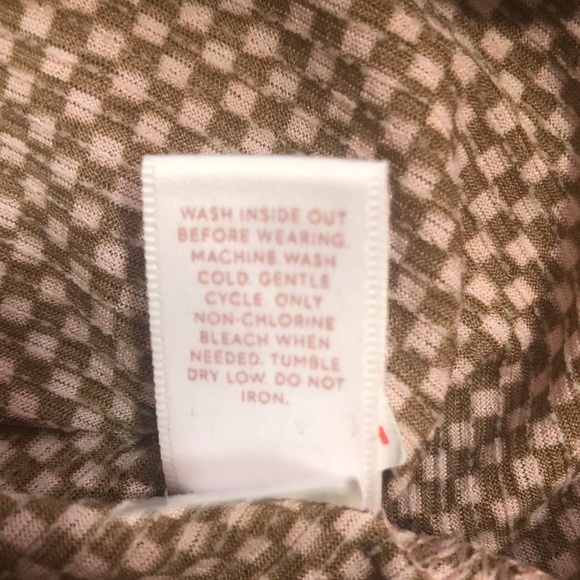 WASH INSIDE OUT
BEFORE WEARING.
MACHINE WASH
COLD. GENTLE
CYCLE. ONLY
NON-CHLORINE
BLEACH WHEN
NEEDED. TUMBLE
DRY LOW. DO NOT
IRON.